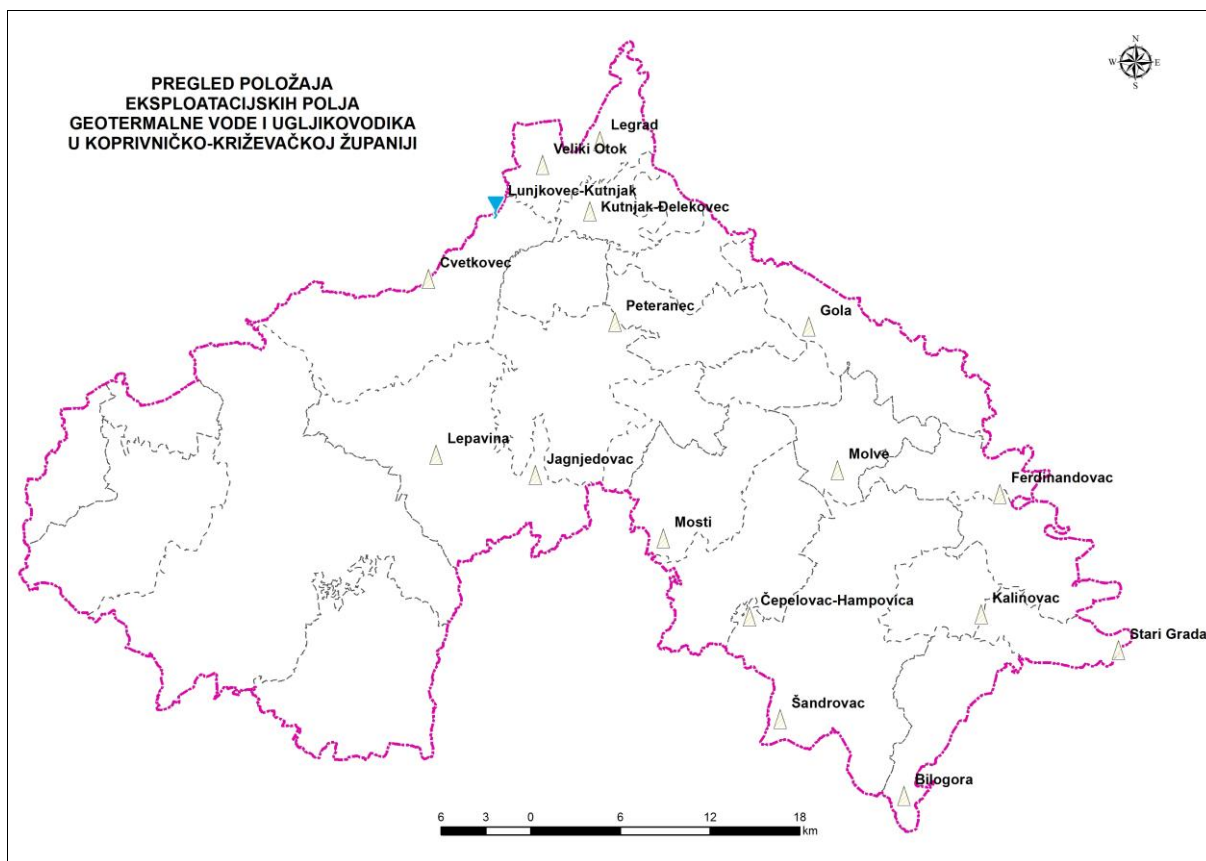 PREGLED POLOŽAJA
EKSPLOATACIJSKIH POLJA
GEOTERMALNE VODE I UGLJIKOVODIKA
U KOPRIVNIČKO-KRIŽEVAČKOJ ŽUPANIJI
N
W E
S
Legrad
Veliki Otok
Lunjkovec-Kutnjak
Kutnjak-Đelekovec
Cvetkovec
Peteranec
Gola
Lepavina
Jagnjedovac
Molve
Ferdinandovac
Mosti
Čepelovac-Hampovica
Kalinovac
Stari Grada
Šandrovac
Bilogora
6 3 0 6 12 18
km